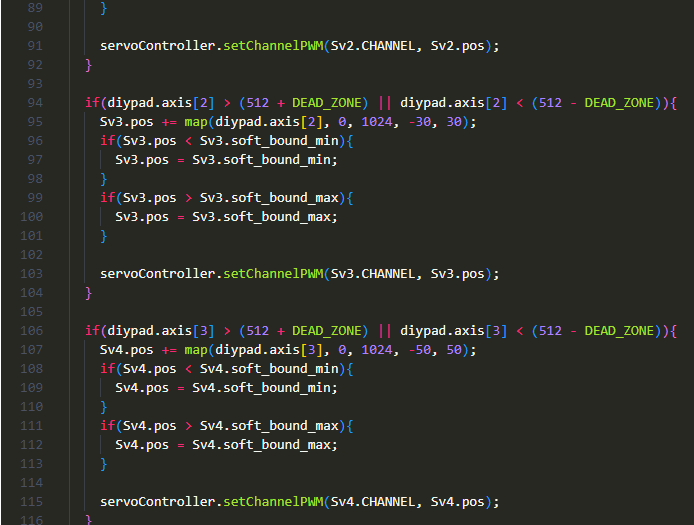 89 }
90
91 servoController.setChannelPWM(Sv2.CHANNEL, Sv2.pos);
92 }
93
94 if(diypad.axis[2] > (512 + DEAD_ZONE) || diypad.axis[2] < (512 - DEAD_ZONE)){
95 Sv3.pos += map(diypad.axis[2], 0, 1024, -30, 30);
96 if(Sv3.pos < Sv3.soft_bound_min){
97 Sv3.pos = Sv3.soft_bound_min;
98 }
99 if(Sv3.pos > Sv3.soft_bound_max){
100 Sv3.pos = Sv3.soft_bound_max;
101 }
102
103 servoController.setChannelPWM(Sv3.CHANNEL, Sv3.pos);
104 }
105
106 if(diypad.axis[3] > (512 + DEAD_ZONE) || diypad.axis[3] < (512 - DEAD_ZONE)){
107 Sv4.pos += map(diypad.axis[3], 0, 1024, -50, 50);
108 if(Sv4.pos < Sv4.soft_bound_min){
109 Sv4.pos = Sv4.soft_bound_min;
110 }
111 if(Sv4.pos > Sv4.soft_bound_max){
112 Sv4.pos = Sv4.soft_bound_max;
113 }
114
115 servoController.setChannelPWM(Sv4.CHANNEL, Sv4.pos);
116 }